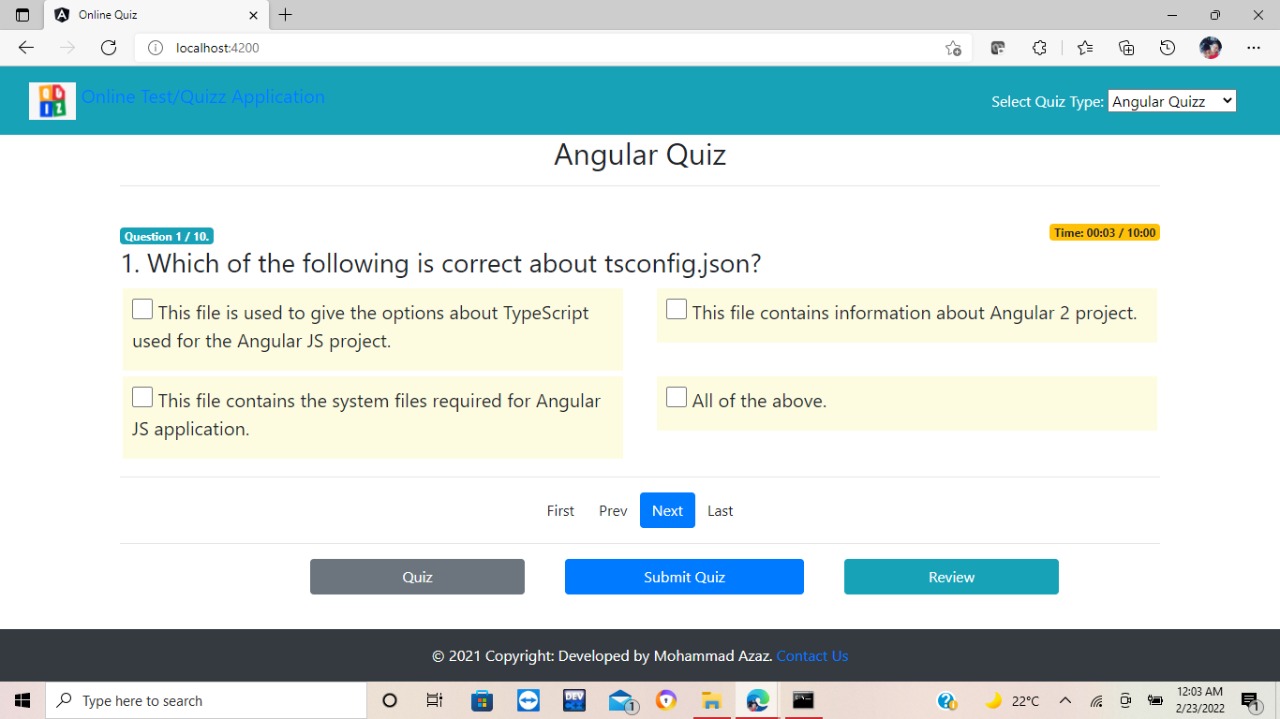 Online Quiz
localhost:4200
Online Test/Quizz Application
Select Quiz Type: Angular Quizz
Angular Quiz
Question 1 / 10.
Time: 00:03 / 10:00
1. Which of the following is correct about tsconfig.json?
This file is used to give the options about TypeScript
used for the Angular JS project.
This file contains information about Angular 2 project.
This file contains the system files required for Angular
JS application.
All of the above.
First Prev Next Last
Quiz Submit Quiz Review
© 2021 Copyright: Developed by Mohammad Azaz. Contact Us
Type here to search
DEV
1
22°C
12:03 AM
2/23/2022
1